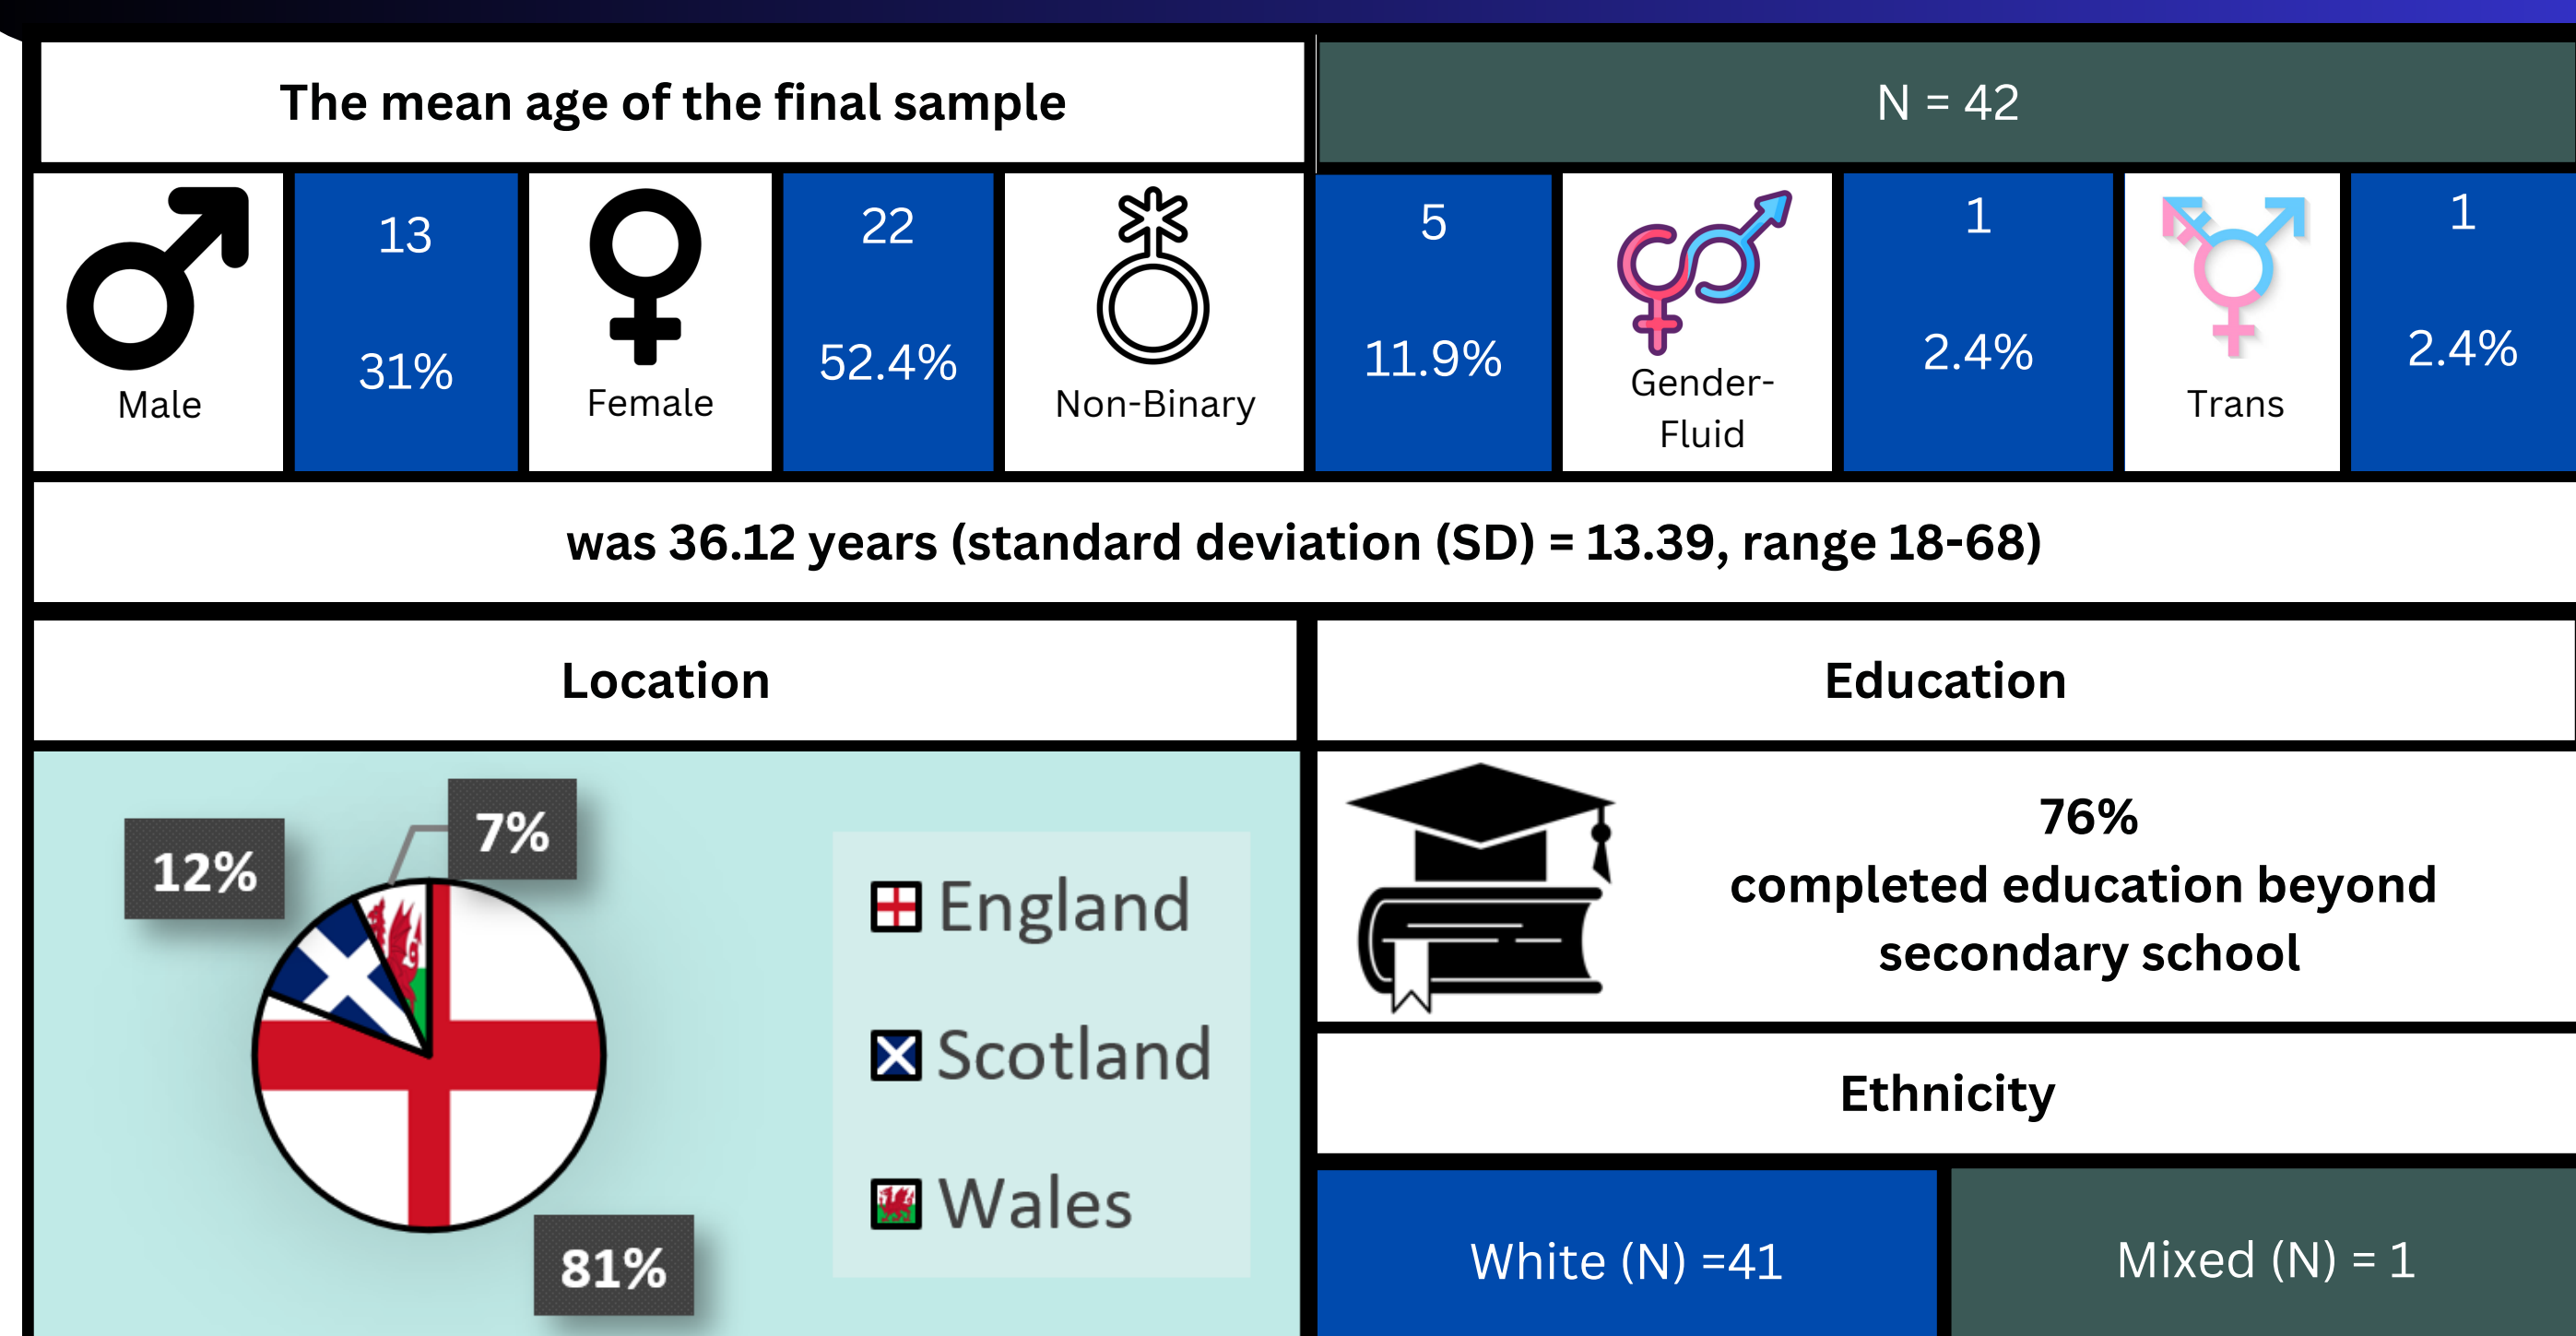 The mean age of the final sample
N = 42
13
31%
Male
22
52.4%
Female
5
11.9%
Non-Binary
1
2.4%
Gender-
Fluid
1
2.4%
Trans
was 36.12 years (standard deviation (SD) = 13.39, range 18-68)
Location
Education
7%
12%
81%
England
Scotland
Wales
76%
completed education beyond
secondary school
Ethnicity
White (N) =41
Mixed (N) = 1